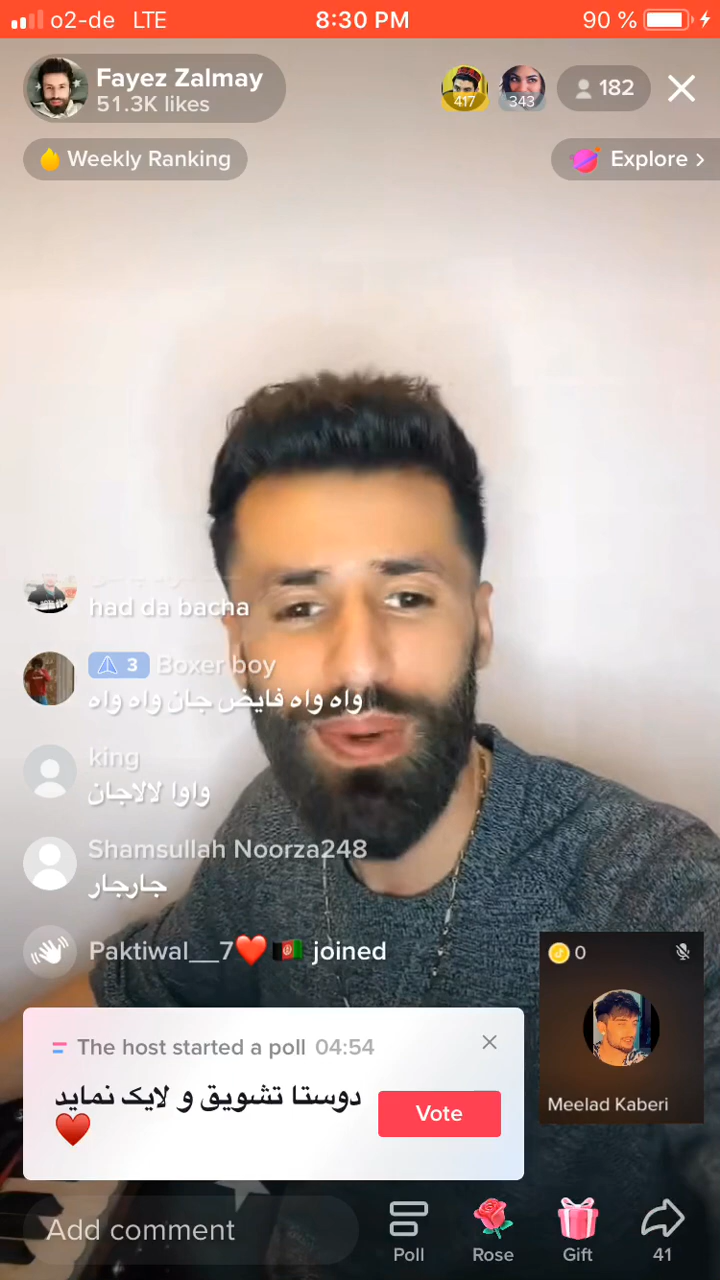 o2-de LTE 8:30 PM 90 %
Fayez Zalmay
51.3K likes
417
343
182
Weekly Ranking
Explore >
had da bacha
3 Boxer boy
واه واه فایض جان واه واه
king
واوا لالاجان
Shamsullah Noorza248
جارجار
Paktiwal__7❤️🇦🇫 joined
0
Meelad Kaberi
The host started a poll 04:54
دوستا تشویق و لایک نماید
❤️
Vote
Add comment
Poll
Rose
Gift
41